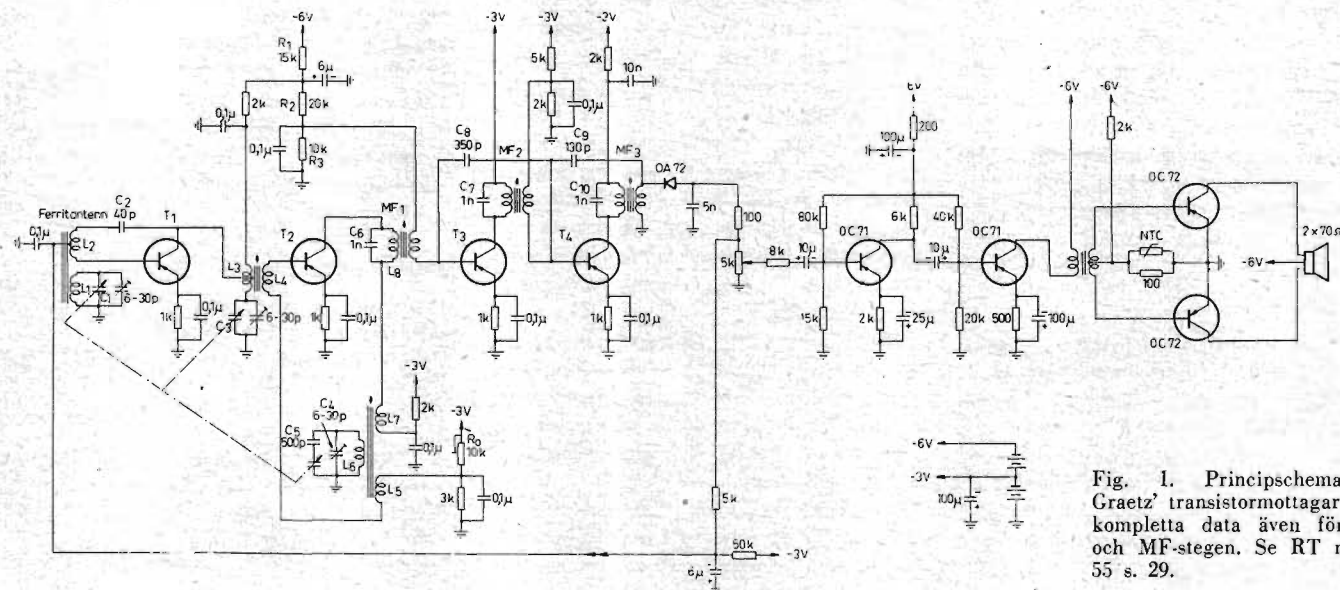 -6V
R1
15k
6µ
2k
R2
20k
0,1µ
0,1µ
10k
R3
-3V
-3V
-2V
5k
2k
0,1µ
2k
10n
C8
350p
C9
130p
MF2
MF3
C7
1n
C10
1n
OA72
5n
Ferritantenn
C2
40p
T1
0,1µ
L2
L1
C1
6-30p
1k
0,1µ
L3
L4
C3
6-30p
T2
1k
0,1µ
MF1
C6
1n
L8
T3
1k
0,1µ
T4
1k
0,1µ
100
5k
8k
10µ
6V
200
100µ
80k
6k
40k
OC71
10µ
OC71
15k
2k
25µ
20k
500
100µ
-6V
-6V
2k
OC72
NTC
100
-6V
2×70Ω
OC72
C4
6-30p
C5
500p
L6
L7
-3V
2k
0,1µ
-3V
R0
10k
L5
3k
0,1µ
5k
50k
-3V
6µ
-6V
-3V
100µ
Fig. 1. Principschema
Graetz' transistormottagar
kompletta data även för
och MF-stegen. Se RT
55 s. 29.